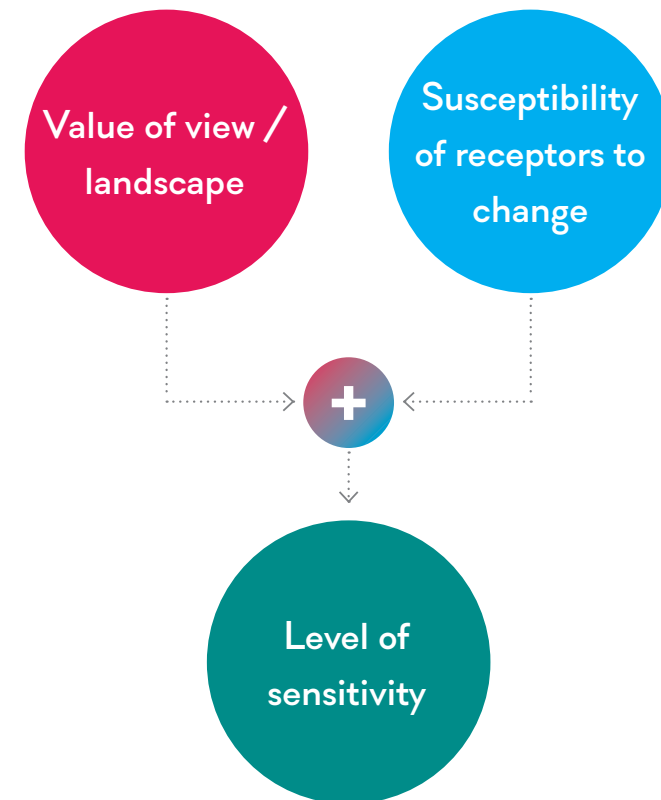 Value of view /
landscape
Susceptibility
of receptors to
change
+
Level of
sensitivity